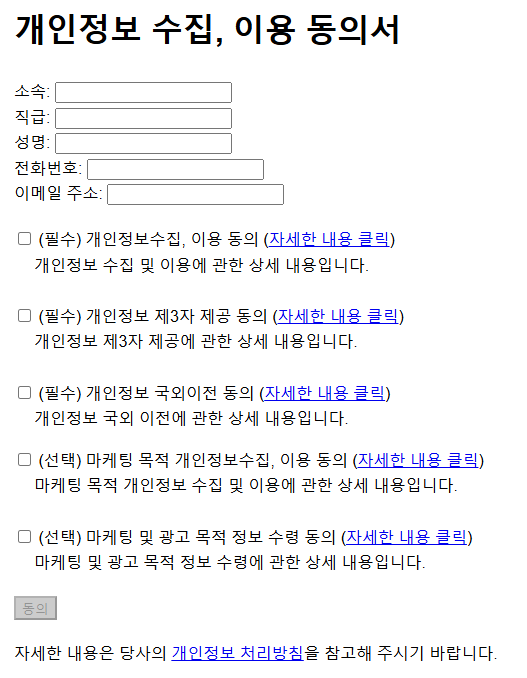 개인정보 수집, 이용 동의서
소속:
직급:
성명:
전화번호:
이메일 주소:
(필수) 개인정보수집, 이용 동의 (자세한 내용 클릭)
개인정보 수집 및 이용에 관한 상세 내용입니다.
(필수) 개인정보 제3자 제공 동의 (자세한 내용 클릭)
개인정보 제3자 제공에 관한 상세 내용입니다.
(필수) 개인정보 국외이전 동의 (자세한 내용 클릭)
개인정보 국외 이전에 관한 상세 내용입니다.
(선택) 마케팅 목적 개인정보수집, 이용 동의 (자세한 내용 클릭)
마케팅 목적 개인정보 수집 및 이용에 관한 상세 내용입니다.
(선택) 마케팅 및 광고 목적 정보 수령 동의 (자세한 내용 클릭)
마케팅 및 광고 목적 정보 수령에 관한 상세 내용입니다.
동의
자세한 내용은 당사의 개인정보 처리방침을 참고해 주시기 바랍니다.